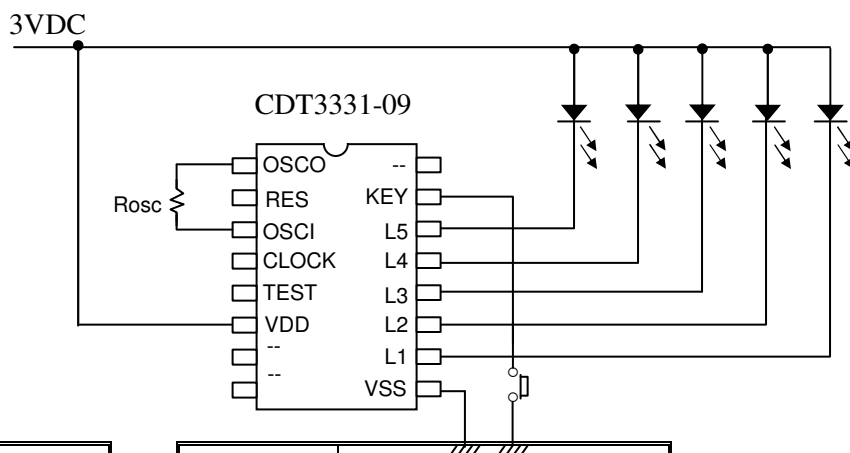 3VDC
CDT3331-09
OSCO --
RES KEY
Rosc
OSCI L5
CLOCK L4
TEST L3
VDD L2
-- L1
-- VSS